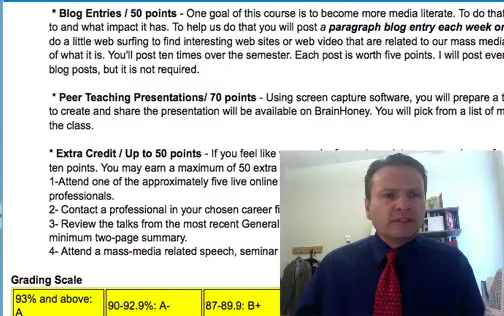 * Blog Entries / 50 points - One goal of this course is to become more media literate. To do that
to and what impact it has. To help us do that you will post a paragraph blog entry each week on
do a little web surfing to find interesting web sites or web video that are related to our mass media
of what it is. You'll post ten times over the semester. Each post is worth five points. I will post
blog posts, but it is not required.
* Peer Teaching Presentations/ 70 points - Using screen capture software, you will prepare a
to create and share the presentation will be available on BrainHoney. You will pick from a list of
the class.
* Extra Credit / Up to 50 points - If you feel like
ten points. You may earn a maximum of 50 extra
1-Attend one of the approximately five live online
professionals.
2- Contact a professional in your chosen career
3- Review the talks from the most recent General
minimum two-page summary.
4- Attend a mass-media related speech, seminar
Grading Scale
93% and above: 90-92.9%: A- 87-89.9: B+
A